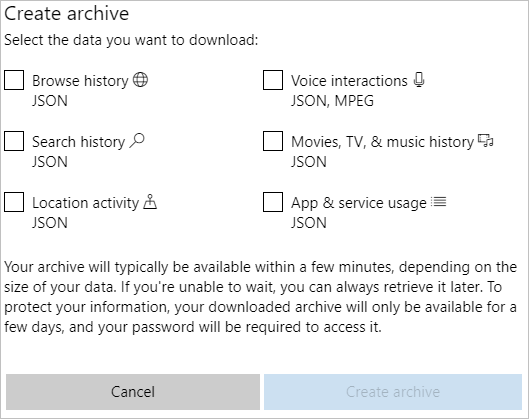 Create archive
Select the data you want to download:
Browse history
JSON
Voice interactions
JSON, MPEG
Search history
JSON
Movies, TV, & music history
JSON
Location activity
JSON
App & service usage
JSON
Your archive will typically be available within a few minutes, depending on the
size of your data. If you're unable to wait, you can always retrieve it later. To
protect your information, your downloaded archive will only be available for a
few days, and your password will be required to access it.
Cancel
Create archive